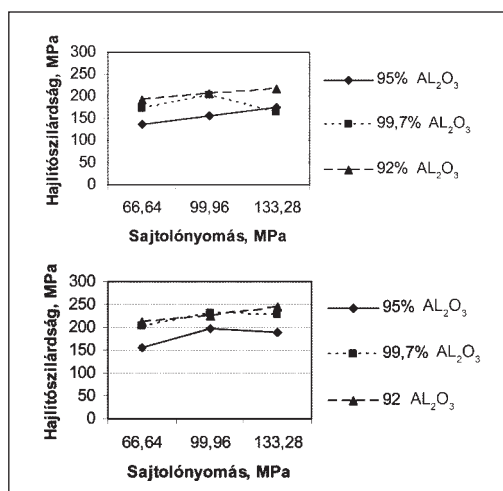 Hajlítószilárdság, MPa
300
250
200
150
100
50
0
66,64 99,96 133,28
Sajtolónyomás, MPa
95% AL₂O₃
99,7% AL₂O₃
92% AL₂O₃
Hajlítószilárdság, MPa
300
250
200
150
100
50
0
66,64 99,96 133,28
Sajtolónyomás, MPa
95% AL₂O₃
99,7% AL₂O₃
92 AL₂O₃